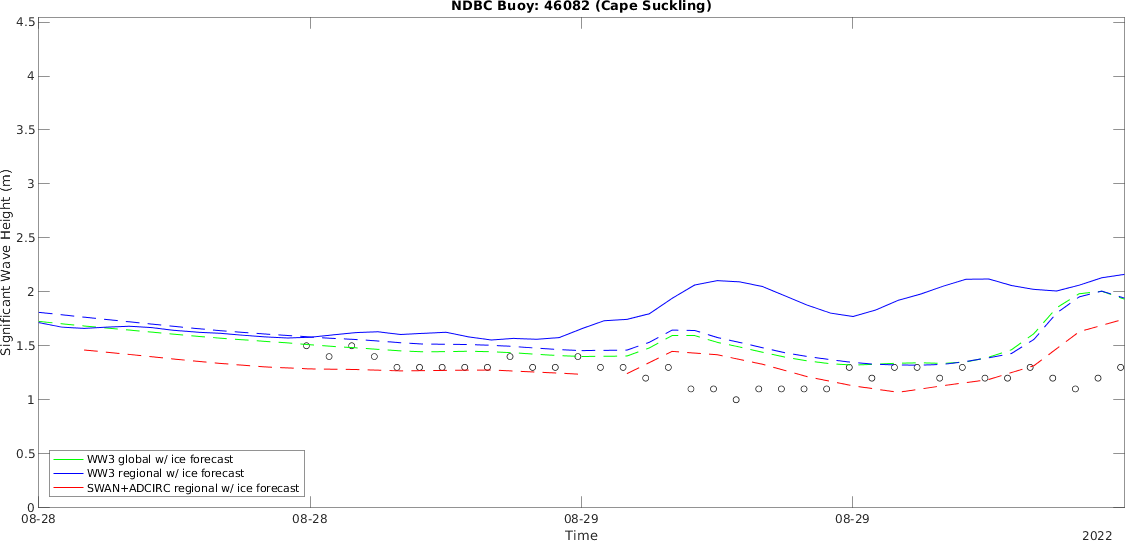 NDBC Buoy: 46082 (Cape Suckling)
4.5
4
3.5
3
2.5
2
1.5
1
0.5
0
Significant Wave Height (m)
WW3 global w/ ice forecast
WW3 regional w/ ice forecast
SWAN+ADCIRC regional w/ ice forecast
08-28 08-28 08-29 08-29
Time
2022